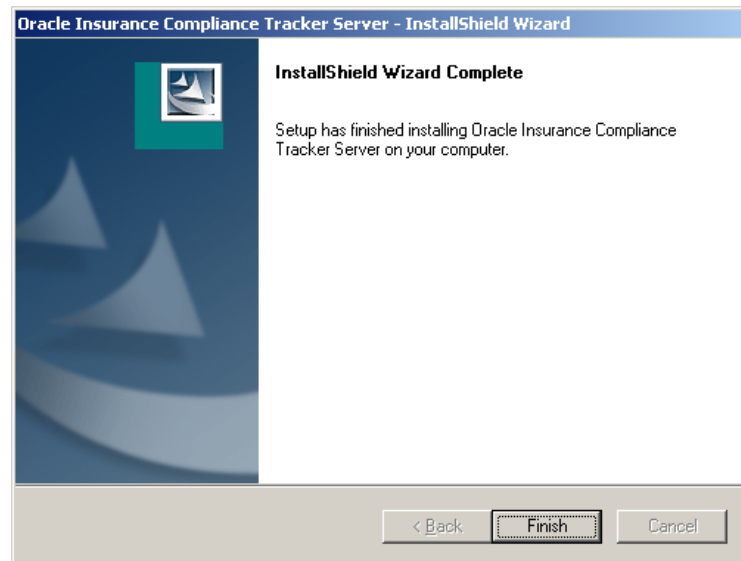 Oracle Insurance Compliance Tracker Server - InstallShield Wizard
InstallShield Wizard Complete
Setup has finished installing Oracle Insurance Compliance
Tracker Server on your computer.
< Back
Finish
Cancel